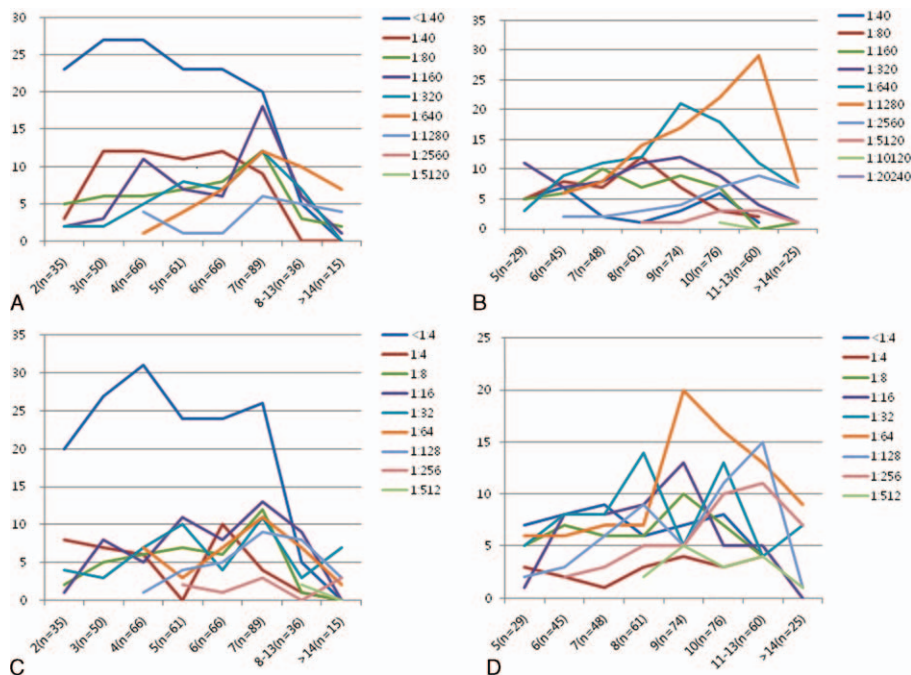 30
25
20
15
10
5
0
2(n=35)
3(n=50)
4(n=66)
5(n=61)
6(n=66)
7(n=89)
8-13(n=36)
>14(n=15)
<1:40
1:40
1:80
1:160
1:320
1:640
1:1280
1:2560
1:5120
A
35
30
25
20
15
10
5
0
5(n=29)
6(n=45)
7(n=48)
8(n=61)
9(n=74)
10(n=76)
11-13(n=60)
>14(n=25)
1:40
1:80
1:160
1:320
1:640
1:1280
1:2560
1:5120
1:10120
1:20240
B
35
30
25
20
15
10
5
0
2(n=35)
3(n=50)
4(n=66)
5(n=61)
6(n=66)
7(n=89)
8-13(n=36)
>14(n=15)
<1:4
1:4
1:8
1:16
1:32
1:64
1:128
1:256
1:512
C
25
20
15
10
5
0
5(n=29)
6(n=45)
7(n=48)
8(n=61)
9(n=74)
10(n=76)
11-13(n=60)
>14(n=25)
<1:4
1:4
1:8
1:16
1:32
1:64
1:128
1:256
1:512
D